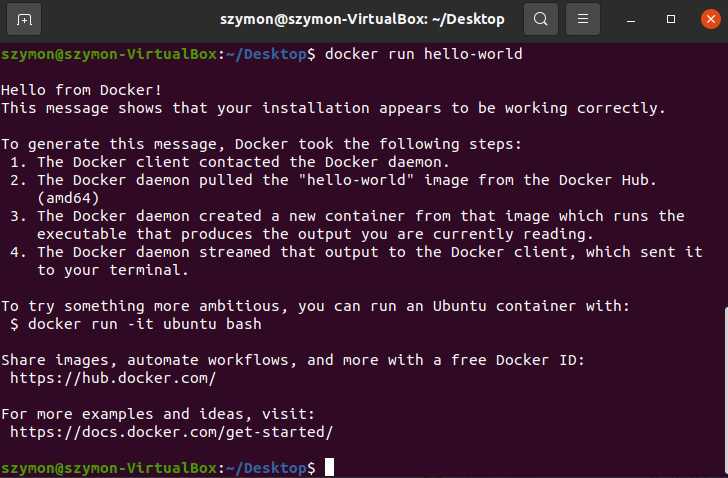 szymon@szymon-VirtualBox: ~/Desktop
szymon@szymon-VirtualBox:~/Desktop$ docker run hello-world

Hello from Docker!
This message shows that your installation appears to be working correctly.

To generate this message, Docker took the following steps:
 1. The Docker client contacted the Docker daemon.
 2. The Docker daemon pulled the "hello-world" image from the Docker Hub.
    (amd64)
 3. The Docker daemon created a new container from that image which runs the
    executable that produces the output you are currently reading.
 4. The Docker daemon streamed that output to the Docker client, which sent it
    to your terminal.

To try something more ambitious, you can run an Ubuntu container with:
 $ docker run -it ubuntu bash

Share images, automate workflows, and more with a free Docker ID:
 https://hub.docker.com/

For more examples and ideas, visit:
 https://docs.docker.com/get-started/

szymon@szymon-VirtualBox:~/Desktop$